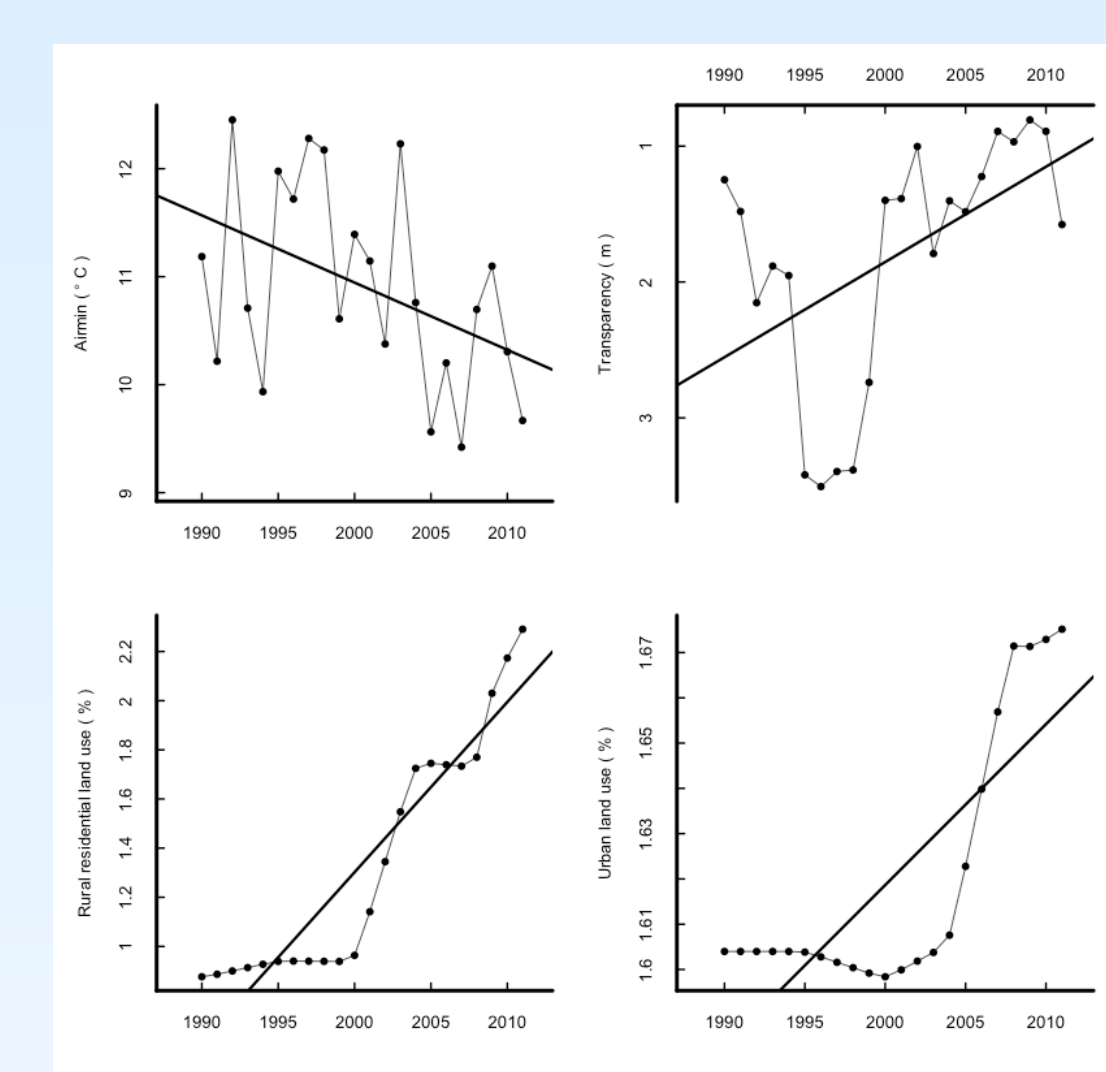 1990 1995 2000 2005 2010
12
11
10
9
Airmin ( ° C )
1990 1995 2000 2005 2010
1
2
3
Transparency ( m )
2.2
2
1.8
1.6
1.4
1.2
1
Rural residential land use ( % )
1990 1995 2000 2005 2010
1.67
1.65
1.63
1.61
1.6
Urban land use ( % )
1990 1995 2000 2005 2010